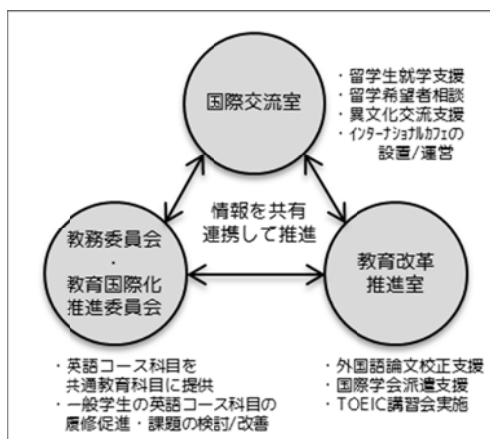 国際交流室
・留学生就学支援
・留学希望者相談
・異文化交流支援
・ｲﾝﾀｰﾅｼｮﾅﾙｶﾌｪの
設置/運営
情報を共有
連携して推進
教務委員会
・
教育国際化
推進委員会
教育改革
推進室
・英語コース科目を
共通教育科目に提供
・一般学生の英語コース科目の
履修促進・課題の検討/改善
・外国語論文校正支援
・国際学会派遣支援
・TOEIC講習会実施